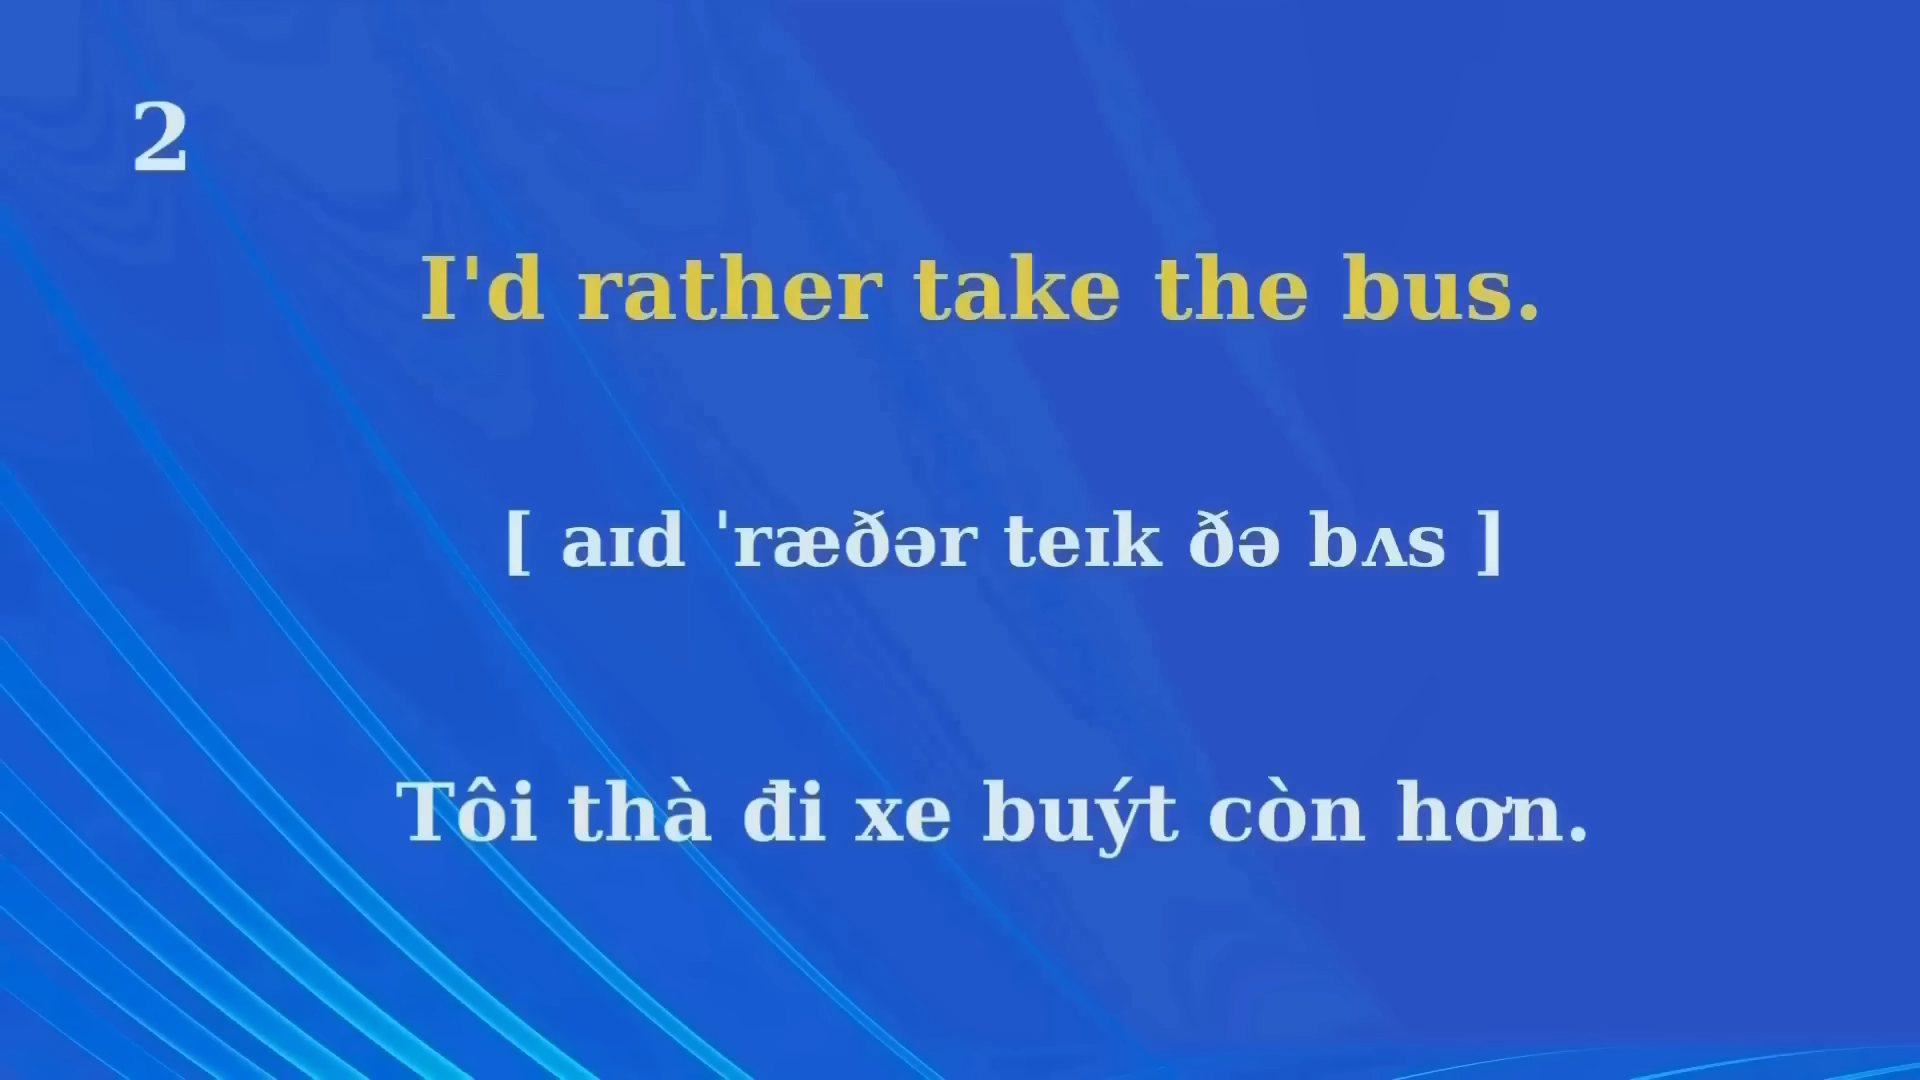 2
I'd rather take the bus.
[ aɪd ˈræðər teɪk ðə bʌs ]
Tôi thà đi xe buýt còn hơn.